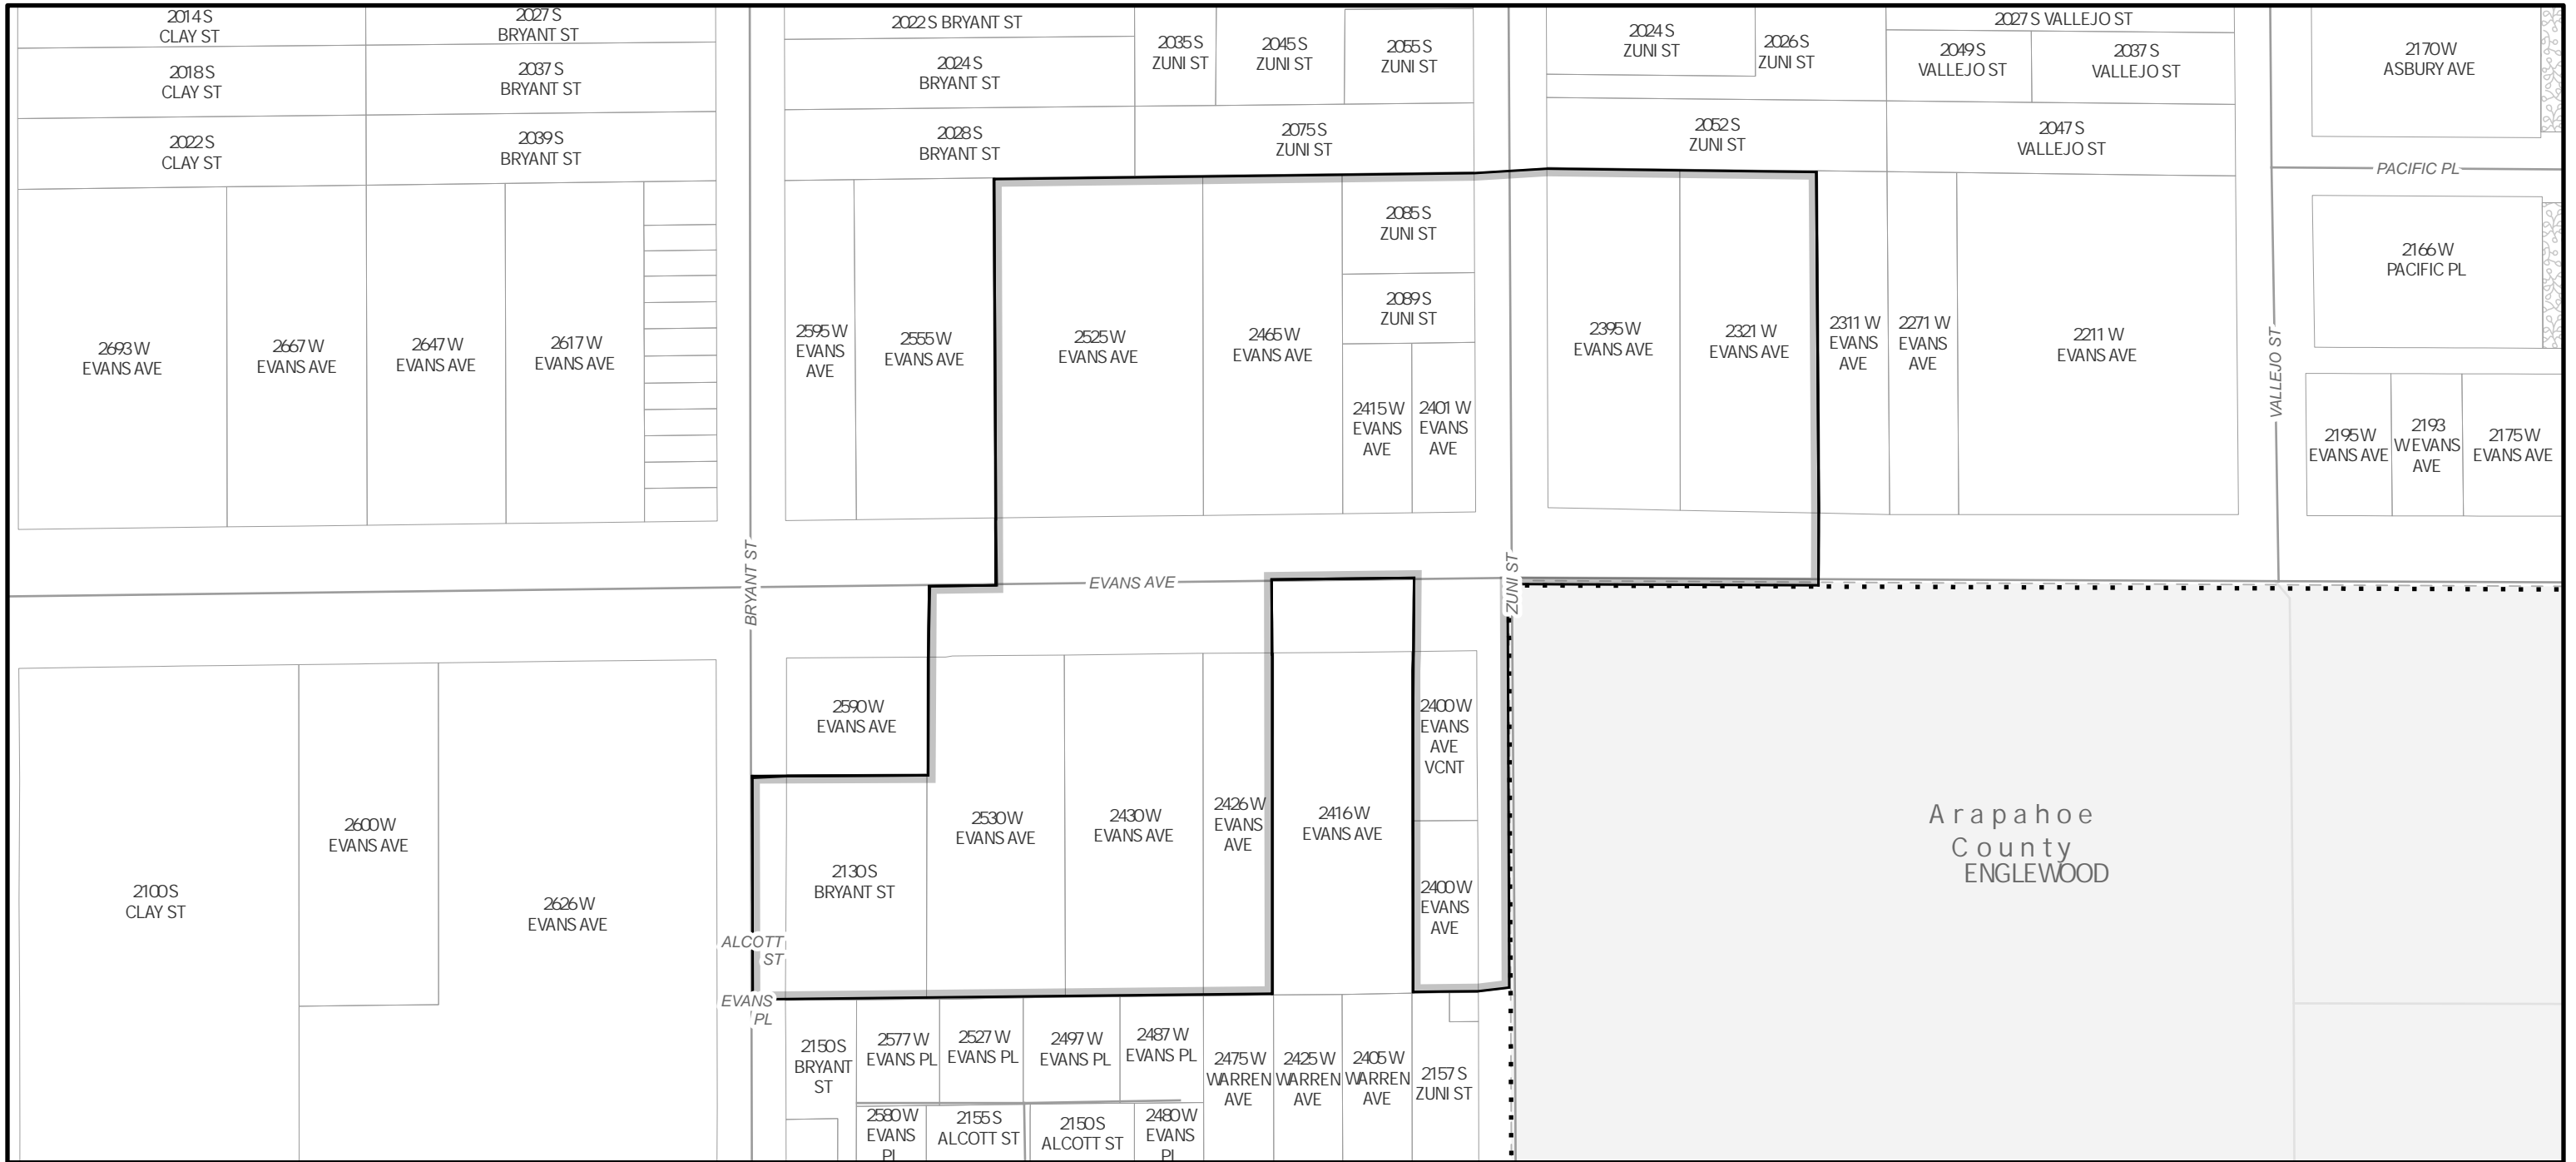 2014 S
CLAY ST
2027 S
BRYANT ST
2018 S
CLAY ST
2037 S
BRYANT ST
2022 S
CLAY ST
2039 S
BRYANT ST
2022 S BRYANT ST
2024 S
BRYANT ST
2028 S
BRYANT ST
2035 S
ZUNI ST
2045 S
ZUNI ST
2055 S
ZUNI ST
2075 S
ZUNI ST
2024 S
ZUNI ST
2026 S
ZUNI ST
2052 S
ZUNI ST
2027 S VALLEJO ST
2049 S
VALLEJO ST
2037 S
VALLEJO ST
2047 S
VALLEJO ST
2170 W
ASBURY AVE
PACIFIC PL
2166 W
PACIFIC PL
2693 W
EVANS AVE
2667 W
EVANS AVE
2647 W
EVANS AVE
2617 W
EVANS AVE
2595 W
EVANS
AVE
2555 W
EVANS AVE
2525 W
EVANS AVE
2465 W
EVANS AVE
2085 S
ZUNI ST
2089 S
ZUNI ST
2415 W
EVANS
AVE
2401 W
EVANS
AVE
2395 W
EVANS AVE
2321 W
EVANS AVE
2311 W
EVANS
AVE
2271 W
EVANS
AVE
2211 W
EVANS AVE
VALLEJO ST
2195 W
EVANS AVE
2193
W EVANS
AVE
2175 W
EVANS AVE
BRYANT ST
EVANS AVE
ZUNI ST
2100 S
CLAY ST
2600 W
EVANS AVE
2626 W
EVANS AVE
2590 W
EVANS AVE
2130 S
BRYANT ST
2530 W
EVANS AVE
2430 W
EVANS AVE
2426 W
EVANS
AVE
2416 W
EVANS AVE
2400 W
EVANS
AVE
VCNT
2400 W
EVANS
AVE
Arapahoe
County
ENGLEWOOD
ALCOTT
ST
EVANS
PL
2150 S
BRYANT
ST
2577 W
EVANS PL
2527 W
EVANS PL
2497 W
EVANS PL
2487 W
EVANS PL
2475 W
WARREN
AVE
2425 W
WARREN
AVE
2405 W
WARREN
AVE
2157 S
ZUNI ST
2580 W
EVANS
PL
2155 S
ALCOTT ST
2150 S
ALCOTT ST
2480 W
EVANS
PL